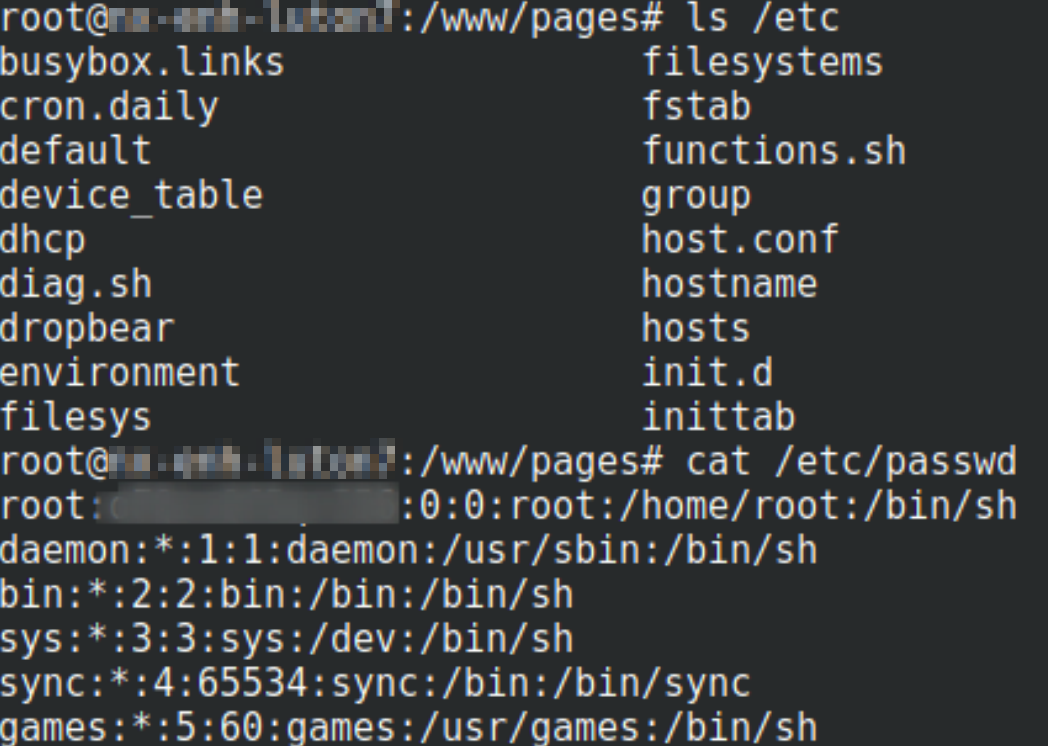 root@:/www/pages# ls /etc
busybox.links filesystems
cron.daily fstab
default functions.sh
device_table group
dhcp host.conf
diag.sh hostname
dropbear hosts
environment init.d
filesys inittab
root@:/www/pages# cat /etc/passwd
root::0:0:root:/home/root:/bin/sh
daemon:*:1:1:daemon:/usr/sbin:/bin/sh
bin:*:2:2:bin:/bin:/bin/sh
sys:*:3:3:sys:/dev:/bin/sh
sync:*:4:65534:sync:/bin:/bin/sync
games:*:5:60:games:/usr/games:/bin/sh